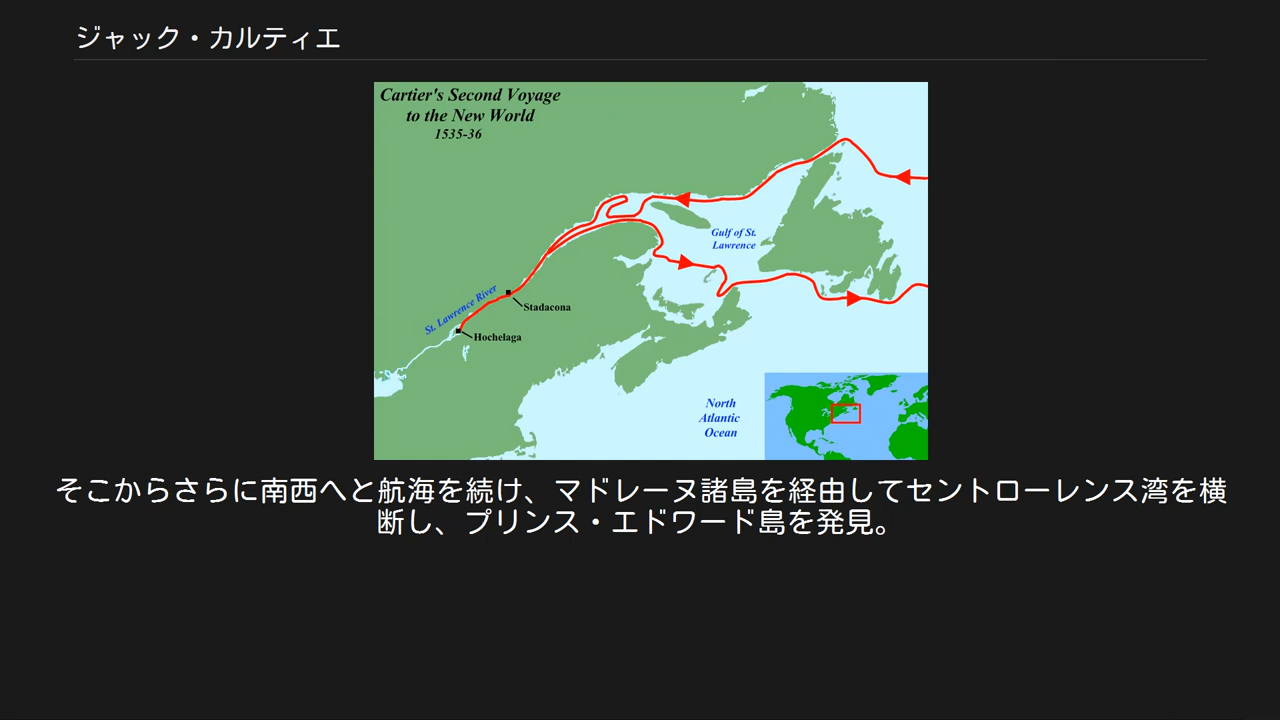 ジャック・カルティエ
Cartier's Second Voyage
to the New World
1535-36
Gulf of St.
Lawrence
St. Lawrence River
Stadacona
Hochelaga
North
Atlantic
Ocean
そこからさらに南西へと航海を続け、マドレーヌ諸島を経由してセントローレンス湾を横
断し、プリンス・エドワード島を発見。